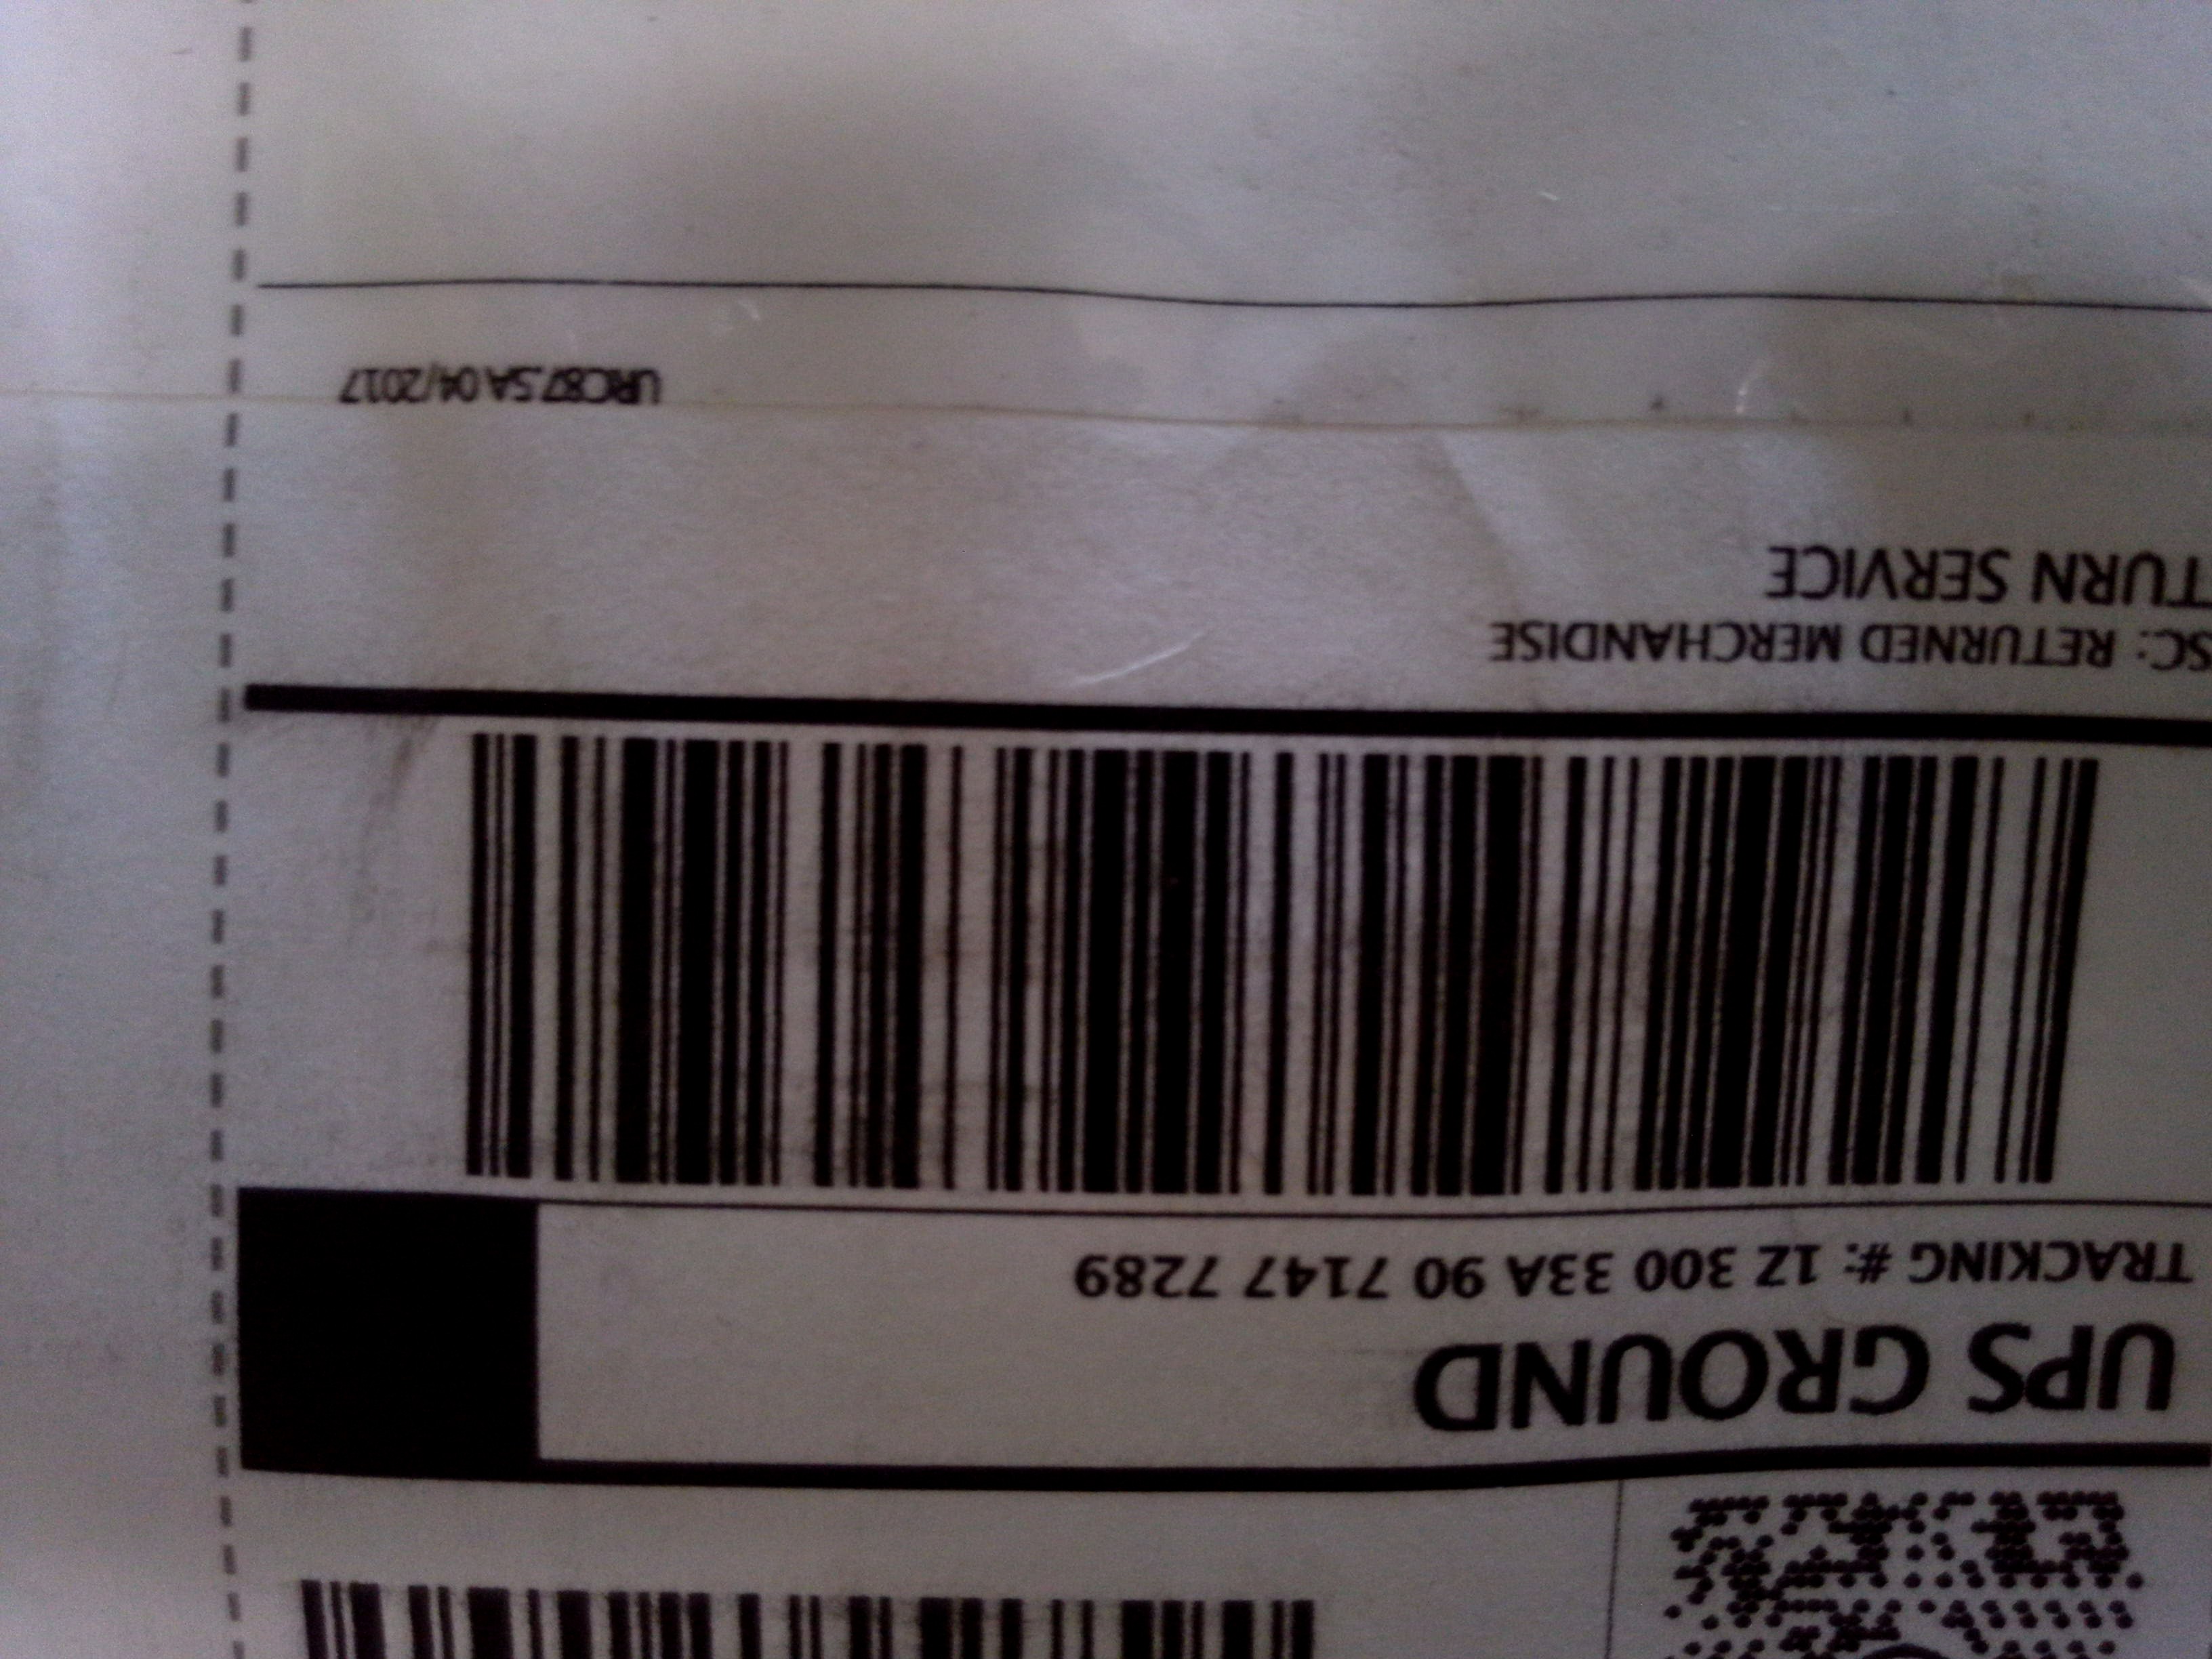 UPS GROUND
TRACKING #: 1Z 300 33A 90 7147 7289
SC: RETURNED MERCHANDISE
TURN SERVICE
URC87.5A 04/2017